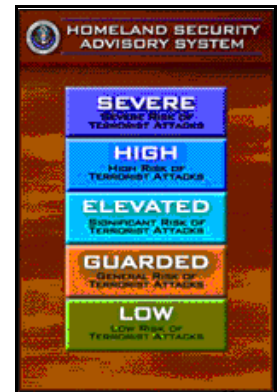 HOMELAND SECURITY
ADVISORY SYSTEM
SEVERE
SEVERE RISK OF
TERRORIST ATTACKS
HIGH
HIGH RISK OF
TERRORIST ATTACKS
ELEVATED
SIGNIFICANT RISK OF
TERRORIST ATTACKS
GUARDED
GENERAL RISK OF
TERRORIST ATTACKS
LOW
LOW RISK OF
TERRORIST ATTACKS